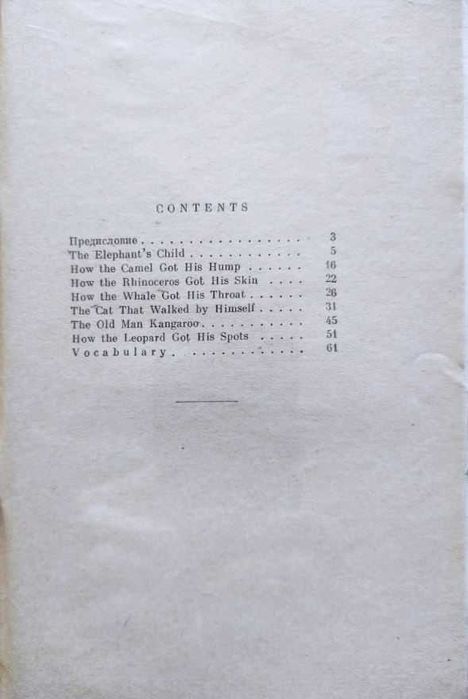 CONTENTS
Предисловие . . . . . . . . . . . . . . . . . 3
The Elephant's Child . . . . . . . . . . . . 5
How the Camel Got His Hump . . . . . . 16
How the Rhinoceros Got His Skin . . . . 22
How the Whale Got His Throat . . . . . . 26
The Cat That Walked by Himself . . . . . 31
The Old Man Kangaroo . . . . . . . . . . . 45
How the Leopard Got His Spots . . . . . 51
Vocabulary . . . . . . . . . . . . . 61